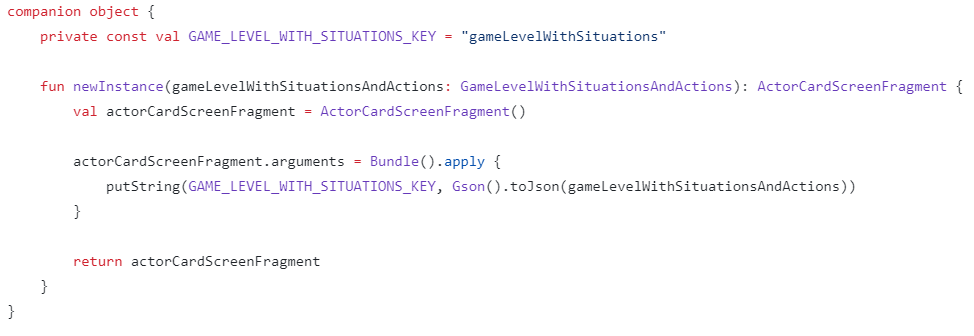 companion object {
    private const val GAME_LEVEL_WITH_SITUATIONS_KEY = "gameLevelWithSituations"

    fun newInstance(gameLevelWithSituationsAndActions: GameLevelWithSituationsAndActions): ActorCardScreenFragment {
        val actorCardScreenFragment = ActorCardScreenFragment()

        actorCardScreenFragment.arguments = Bundle().apply {
            putString(GAME_LEVEL_WITH_SITUATIONS_KEY, Gson().toJson(gameLevelWithSituationsAndActions))
        }

        return actorCardScreenFragment
    }
}